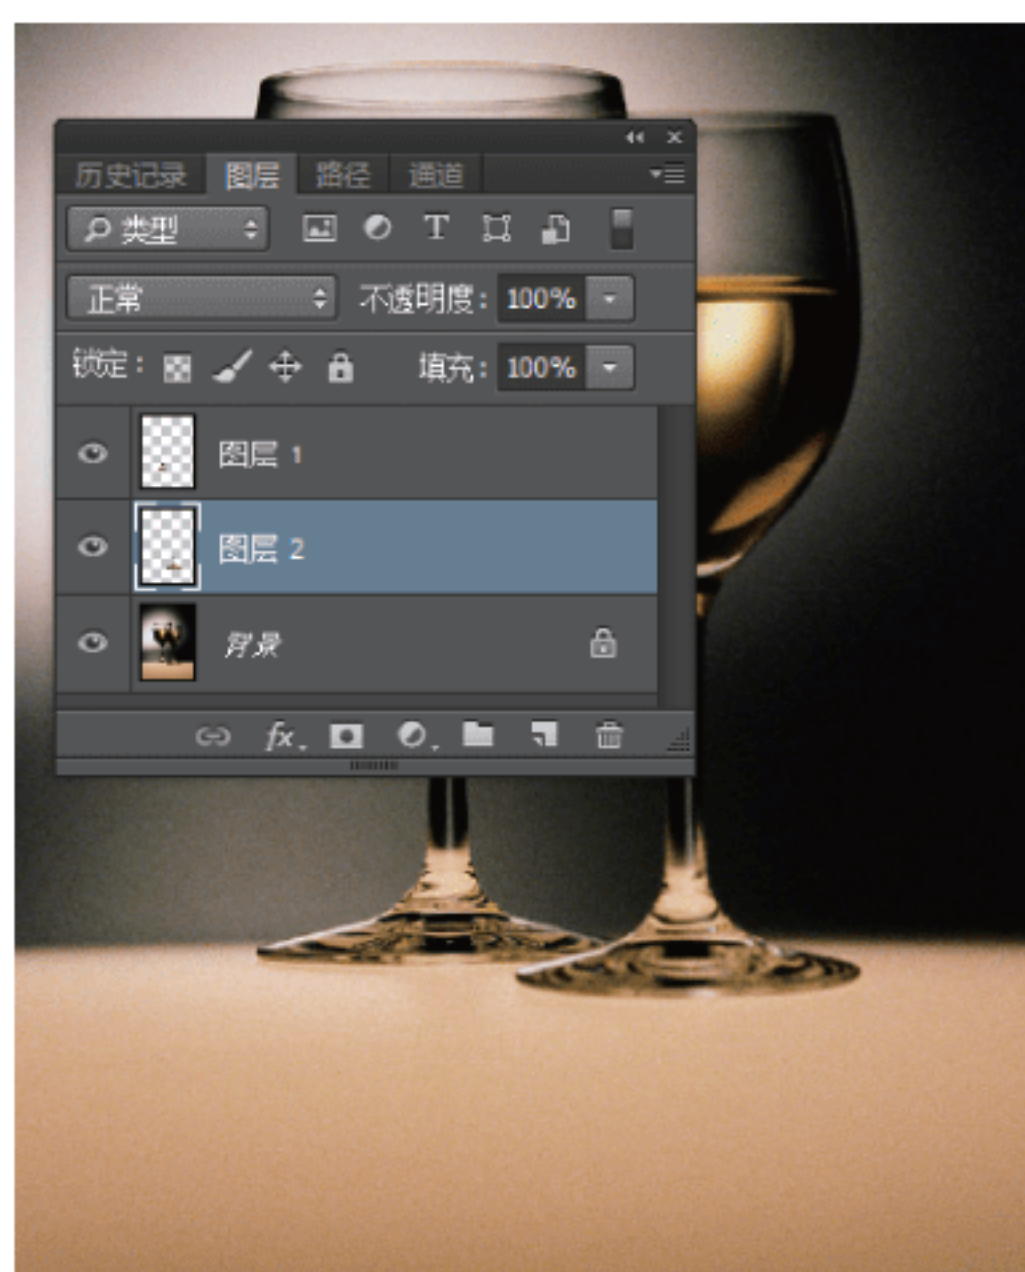 历史记录 图层 路径 通道
类型 T
正常 不透明度： 100%
锁定： 填充： 100%
图层 1
图层 2
背景
fx.